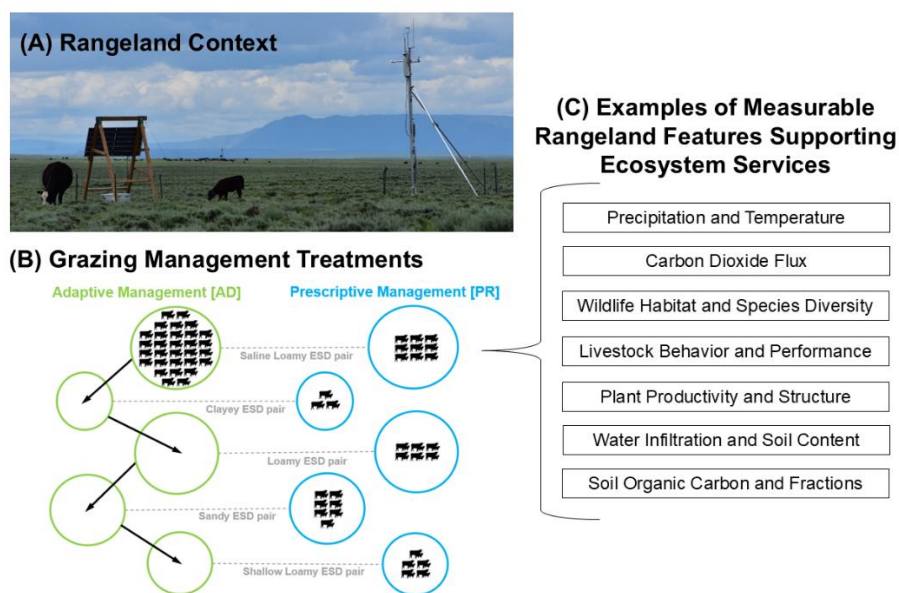 (A) Rangeland Context
(B) Grazing Management Treatments
Adaptive Management [AD]
Prescriptive Management [PR]
Saline Loamy ESD pair
Clayey ESD pair
Loamy ESD pair
Sandy ESD pair
Shallow Loamy ESD pair
(C) Examples of Measurable
Rangeland Features Supporting
Ecosystem Services
Precipitation and Temperature
Carbon Dioxide Flux
Wildlife Habitat and Species Diversity
Livestock Behavior and Performance
Plant Productivity and Structure
Water Infiltration and Soil Content
Soil Organic Carbon and Fractions